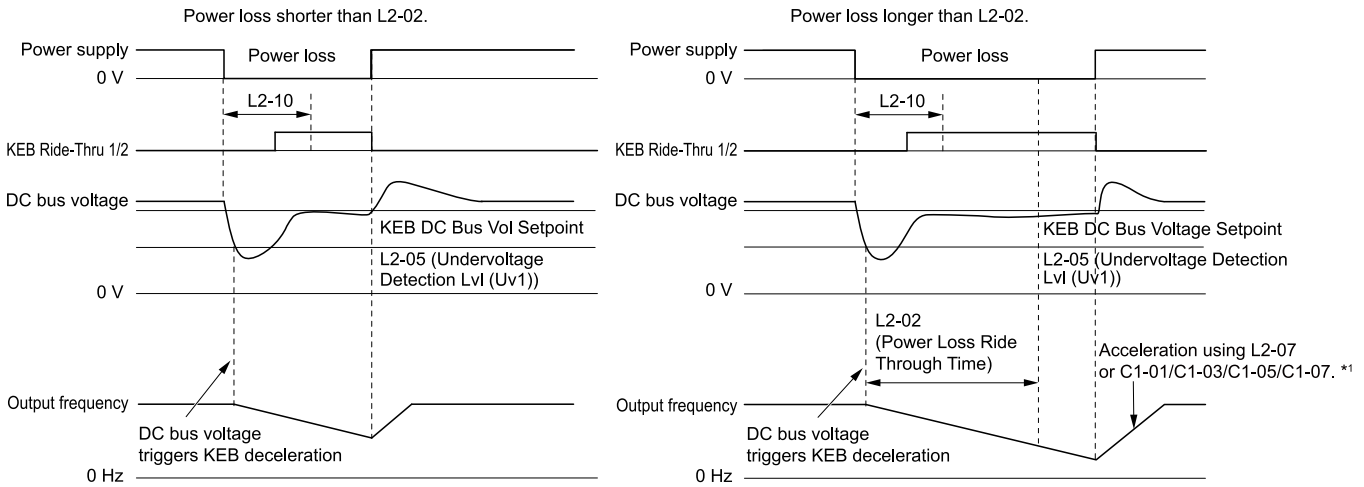 Power loss shorter than L2-02.
Power supply
Power loss
0 V
L2-10
KEB Ride-Thru 1/2
DC bus voltage
KEB DC Bus Vol Setpoint
L2-05 (Undervoltage
Detection Lvl (Uv1))
0 V
Output frequency
DC bus voltage
triggers KEB deceleration
0 Hz
Power loss longer than L2-02.
Power supply
Power loss
0 V
L2-10
KEB Ride-Thru 1/2
DC bus voltage
KEB DC Bus Voltage Setpoint
L2-05 (Undervoltage Detection
Lvl (Uv1))
0 V
L2-02
(Power Loss Ride
Through Time)
Acceleration using L2-07
or C1-01/C1-03/C1-05/C1-07. *1
Output frequency
DC bus voltage
triggers KEB deceleration
0 Hz